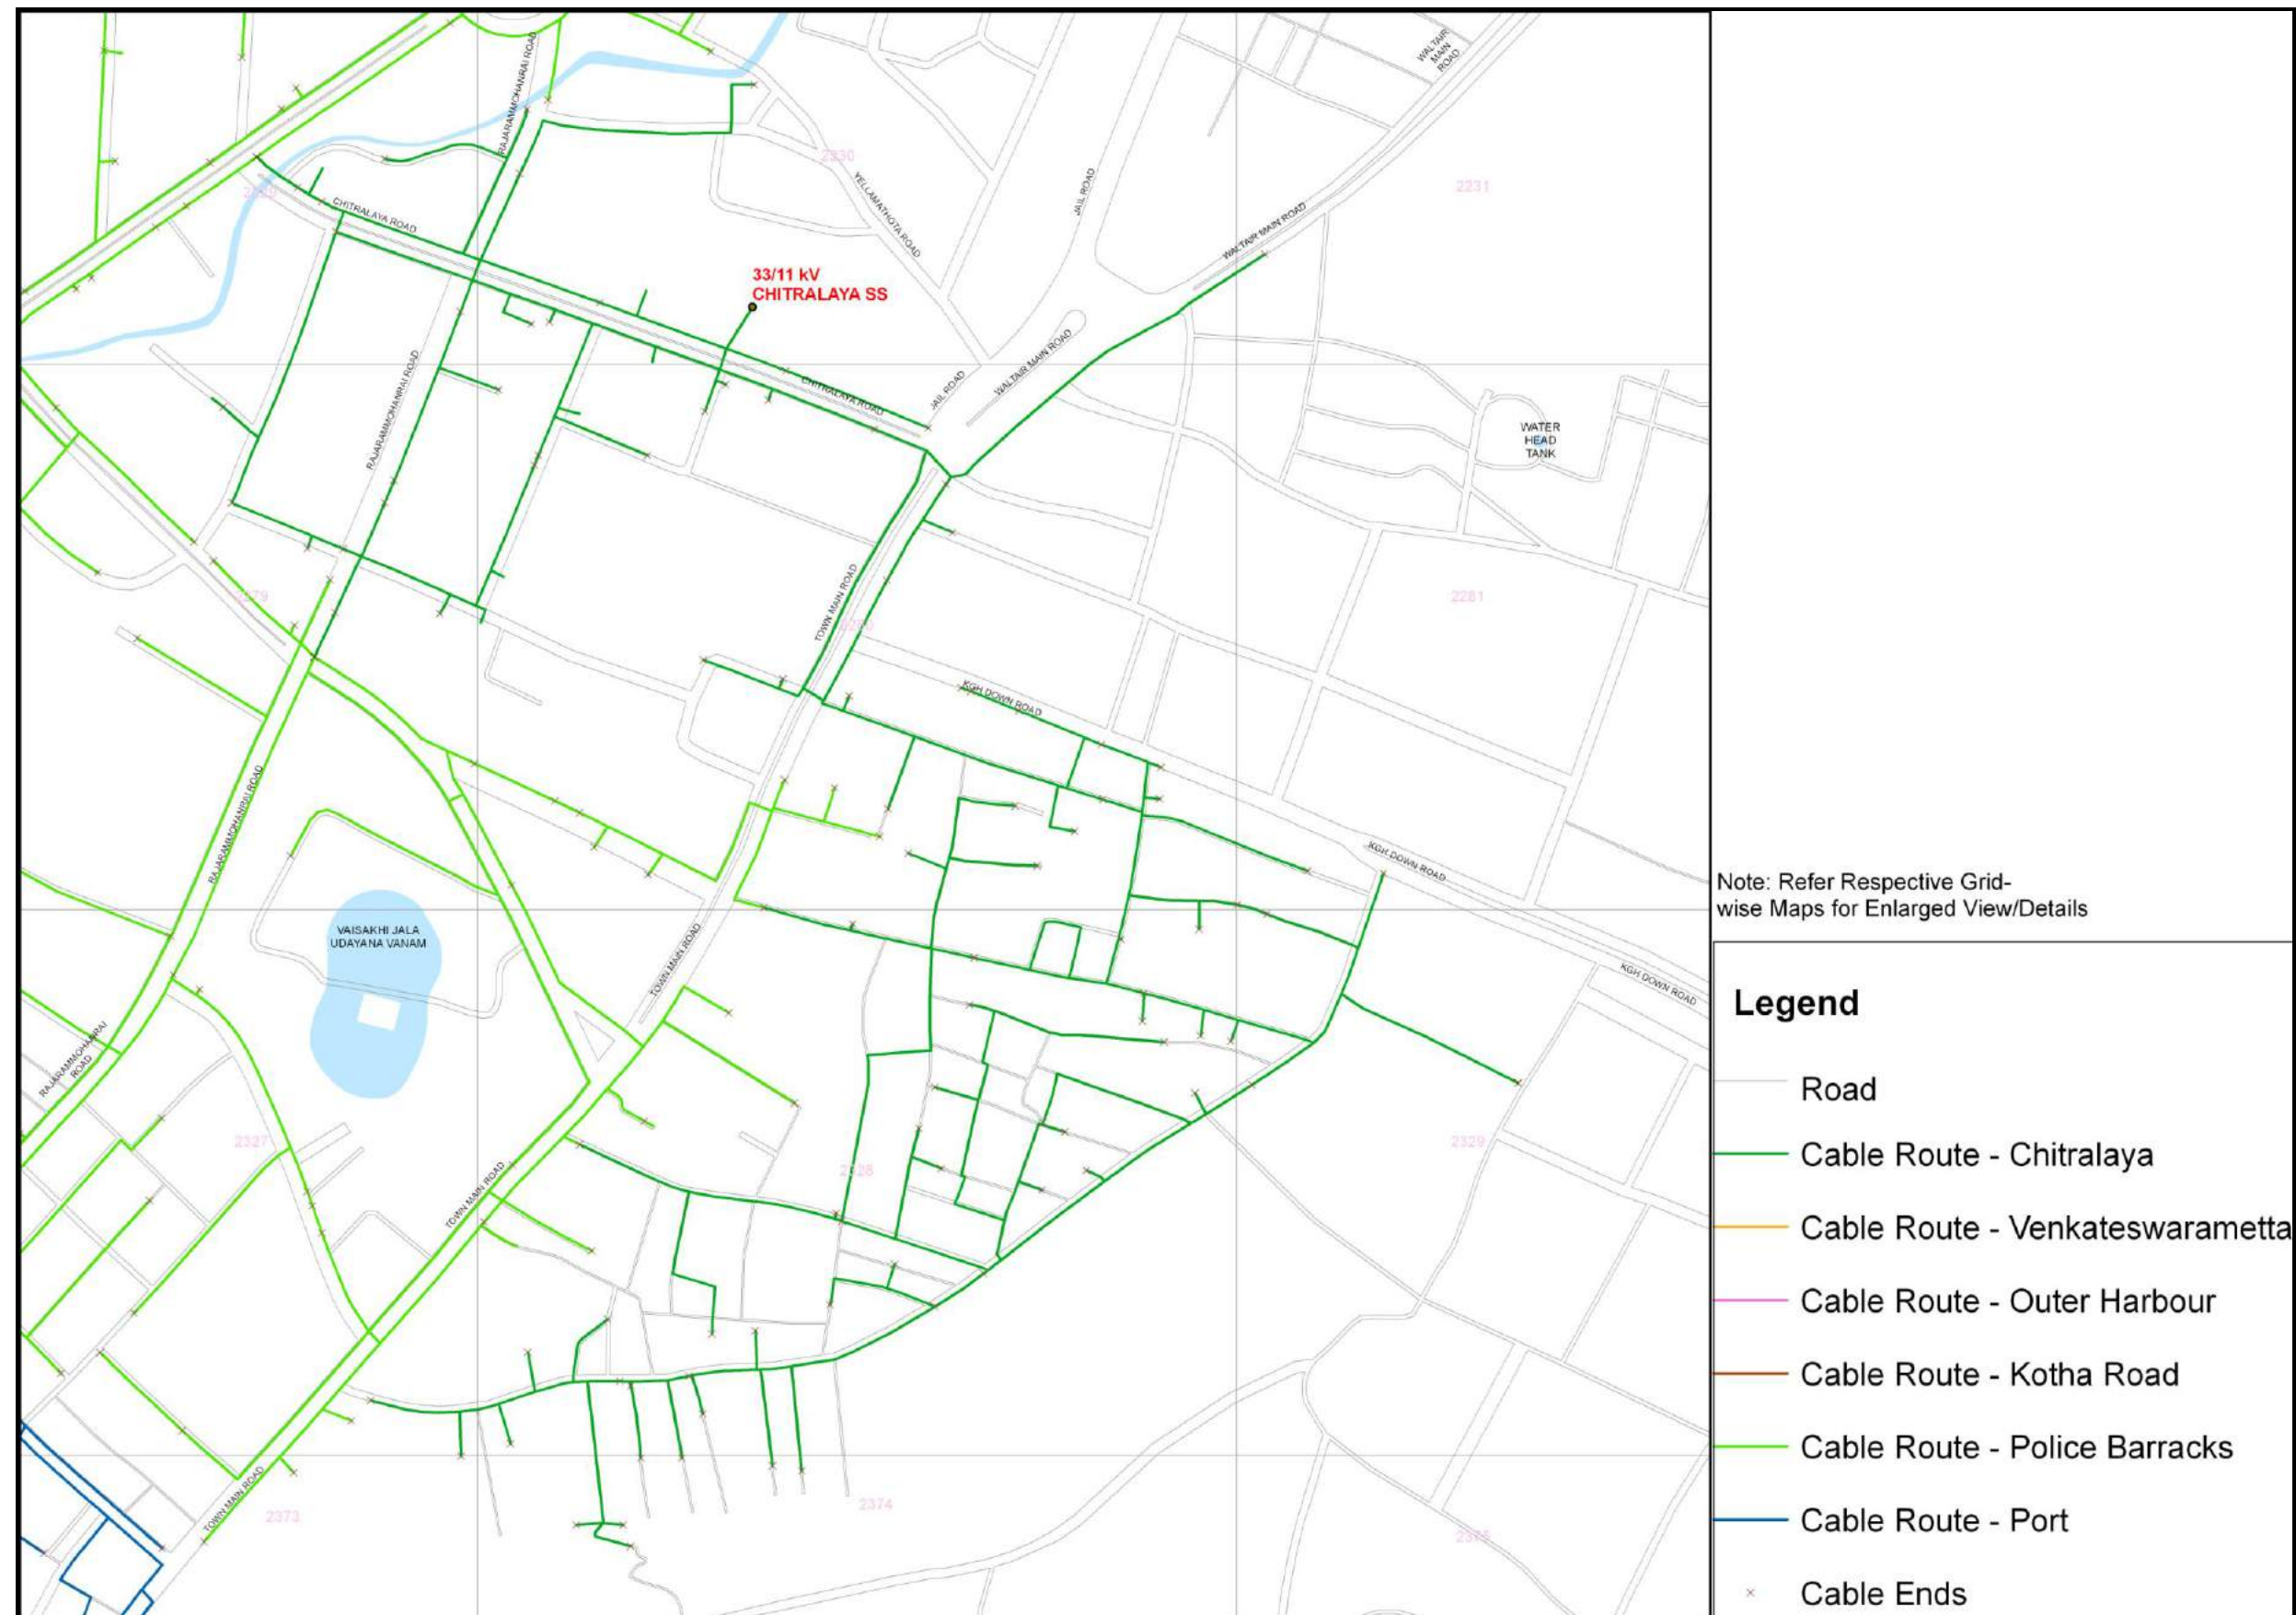 WALTAIR
MAIN
ROAD
RAJARAMMOHANRAI ROAD
2230
2231
YELLAMATHOTA ROAD
JAIL ROAD
CHITRALAYA ROAD
WALTAIR MAIN ROAD
33/11 kV
CHITRALAYA SS
WALTAIR MAIN ROAD
RAJARAMMOHANRAI ROAD
CHITRALAYA ROAD
JAIL ROAD
WATER
HEAD
TANK
2279
TOWN MAIN ROAD
2281
KGH DOWN ROAD
RAJARAMMOHANRAI ROAD
KGH DOWN ROAD
VAISAKHI JALA
UDAYANA VANAM
TOWN MAIN ROAD
KGH DOWN ROAD
RAJARAMMOHANRAI
ROAD
2327
2328
2329
TOWN MAIN ROAD
TOWN MAIN ROAD
2373
2374
2375
Note: Refer Respective Grid-
wise Maps for Enlarged View/Details
Legend
Road
Cable Route - Chitralaya
Cable Route - Venkateswarametta
Cable Route - Outer Harbour
Cable Route - Kotha Road
Cable Route - Police Barracks
Cable Route - Port
Cable Ends